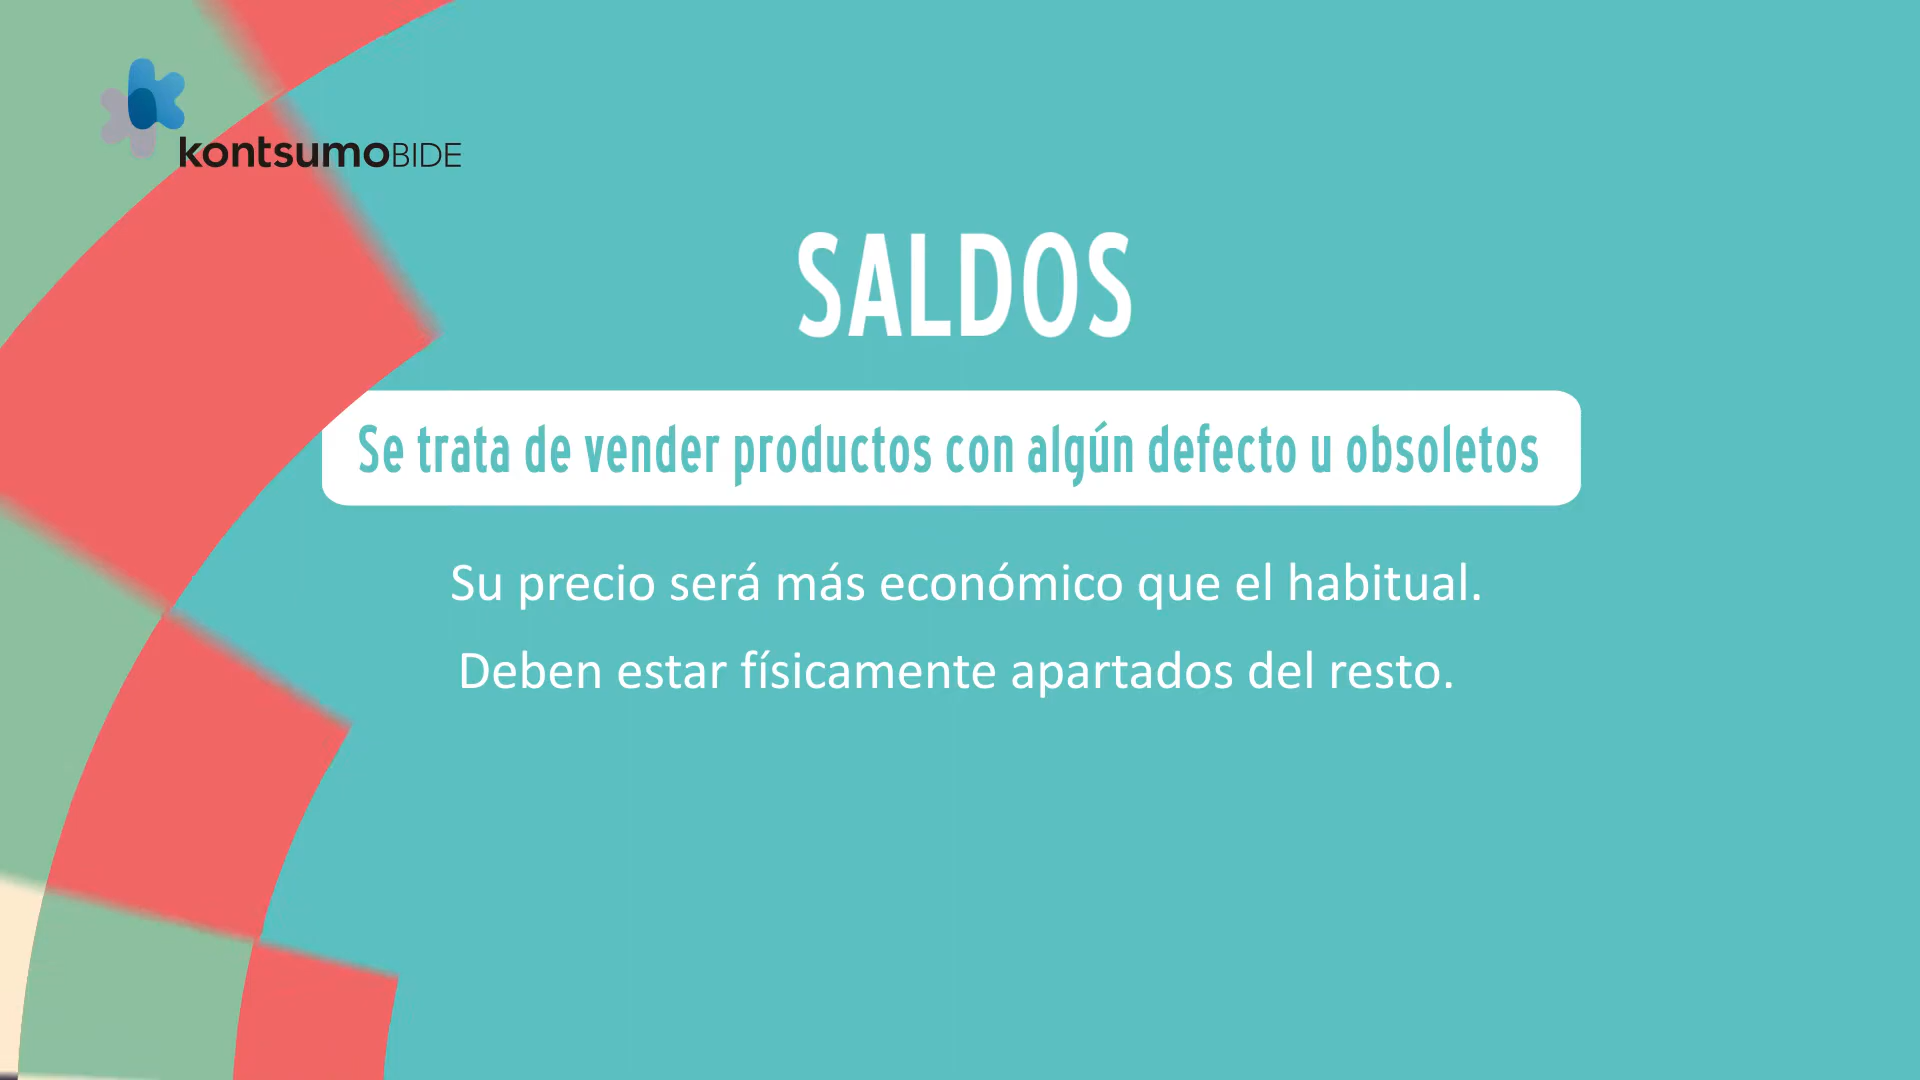 kontsumoBIDE
SALDOS
Se trata de vender productos con algún defecto u obsoletos
Su precio será más económico que el habitual.
Deben estar físicamente apartados del resto.